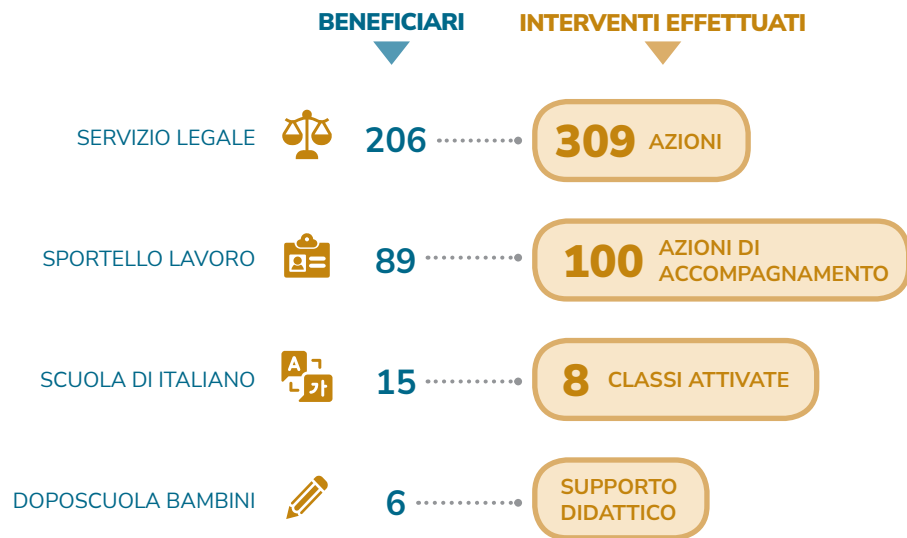 BENEFICIARI INTERVENTI EFFETTUATI
SERVIZIO LEGALE 206 309 AZIONI
SPORTELLO LAVORO 89 100 AZIONI DI
ACCOMPAGNAMENTO
A
가
SCUOLA DI ITALIANO 15 8 CLASSI ATTIVATE
DOPOSCUOLA BAMBINI 6 SUPPORTO
DIDATTICO